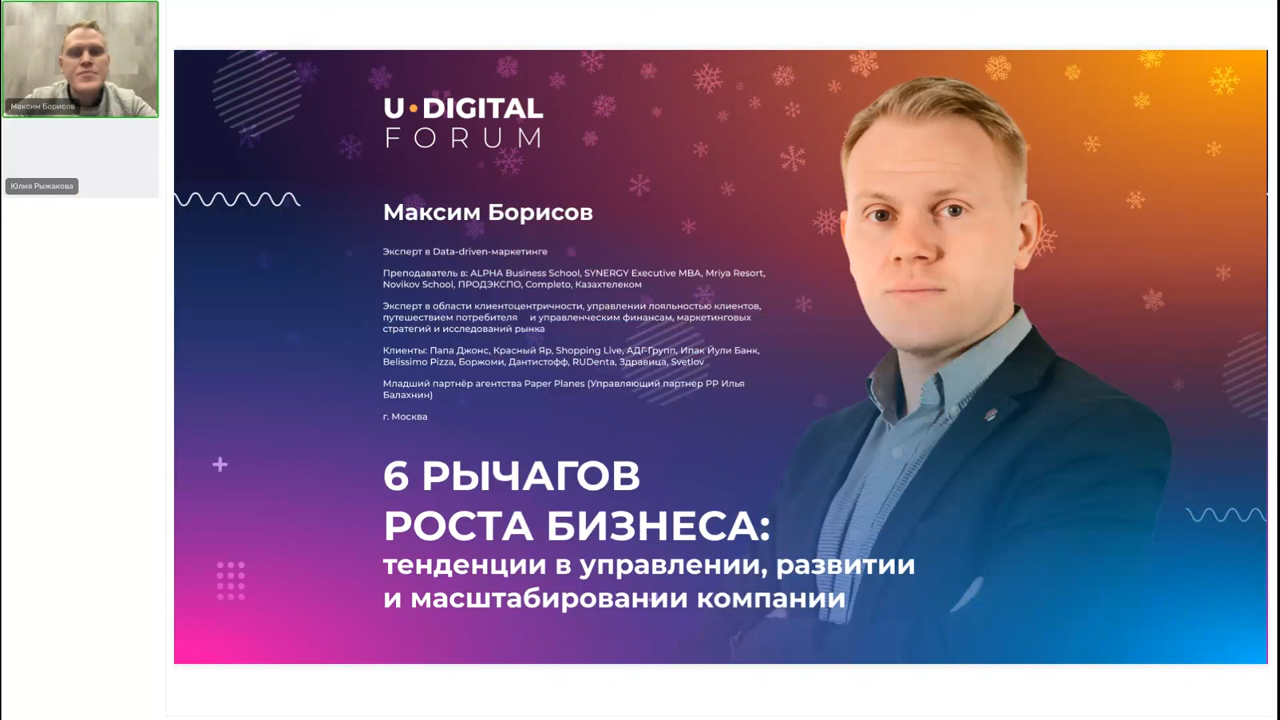 Максим Борисов
Юлия Рыжакова
U•DIGITAL
FORUM
Максим Борисов
Эксперт в Data-driven-маркетинге
Преподаватель в: ALPHA Business School, SYNERGY Executive MBA, Mriya Resort,
Novikov School, ПРОДЭКСПО, Completo, Казахтелеком
Эксперт в области клиентоцентричности, управлении лояльностью клиентов,
путешествием потребителя и управленческим финансам, маркетинговых
стратегий и исследований рынка
Клиенты: Папа Джонс, Красный Яр, Shopping Live, АДГ-Групп, Ипак Йули Банк,
Belissimo Pizza, Боржоми, Дантистофф, RUDenta, Здравица, Svetlov
Младший партнёр агентства Paper Planes (Управляющий партнер PP Илья
Балахнин)
г. Москва
6 РЫЧАГОВ
РОСТА БИЗНЕСА:
тенденции в управлении, развитии
и масштабировании компании